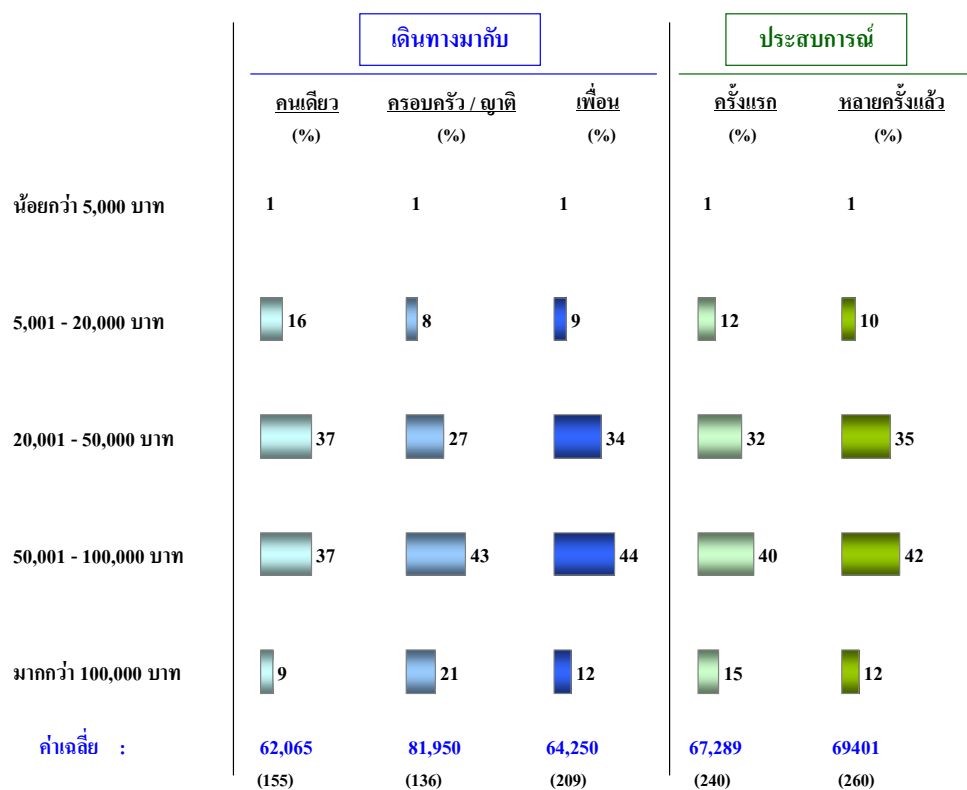 เดินทางมากับ ประสบการณ์
คนเดียว ครอบครัว / ญาติ เพื่อน ครั้งแรก หลายครั้งแล้ว
(%) (%) (%) (%) (%)
น้อยกว่า 5,000 บาท 1 1 1 1 1
5,001 - 20,000 บาท 16 8 9 12 10
20,001 - 50,000 บาท 37 27 34 32 35
50,001 - 100,000 บาท 37 43 44 40 42
มากกว่า 100,000 บาท 9 21 12 15 12
ค่าเฉลี่ย : 62,065 81,950 64,250 67,289 69401
(155) (136) (209) (240) (260)